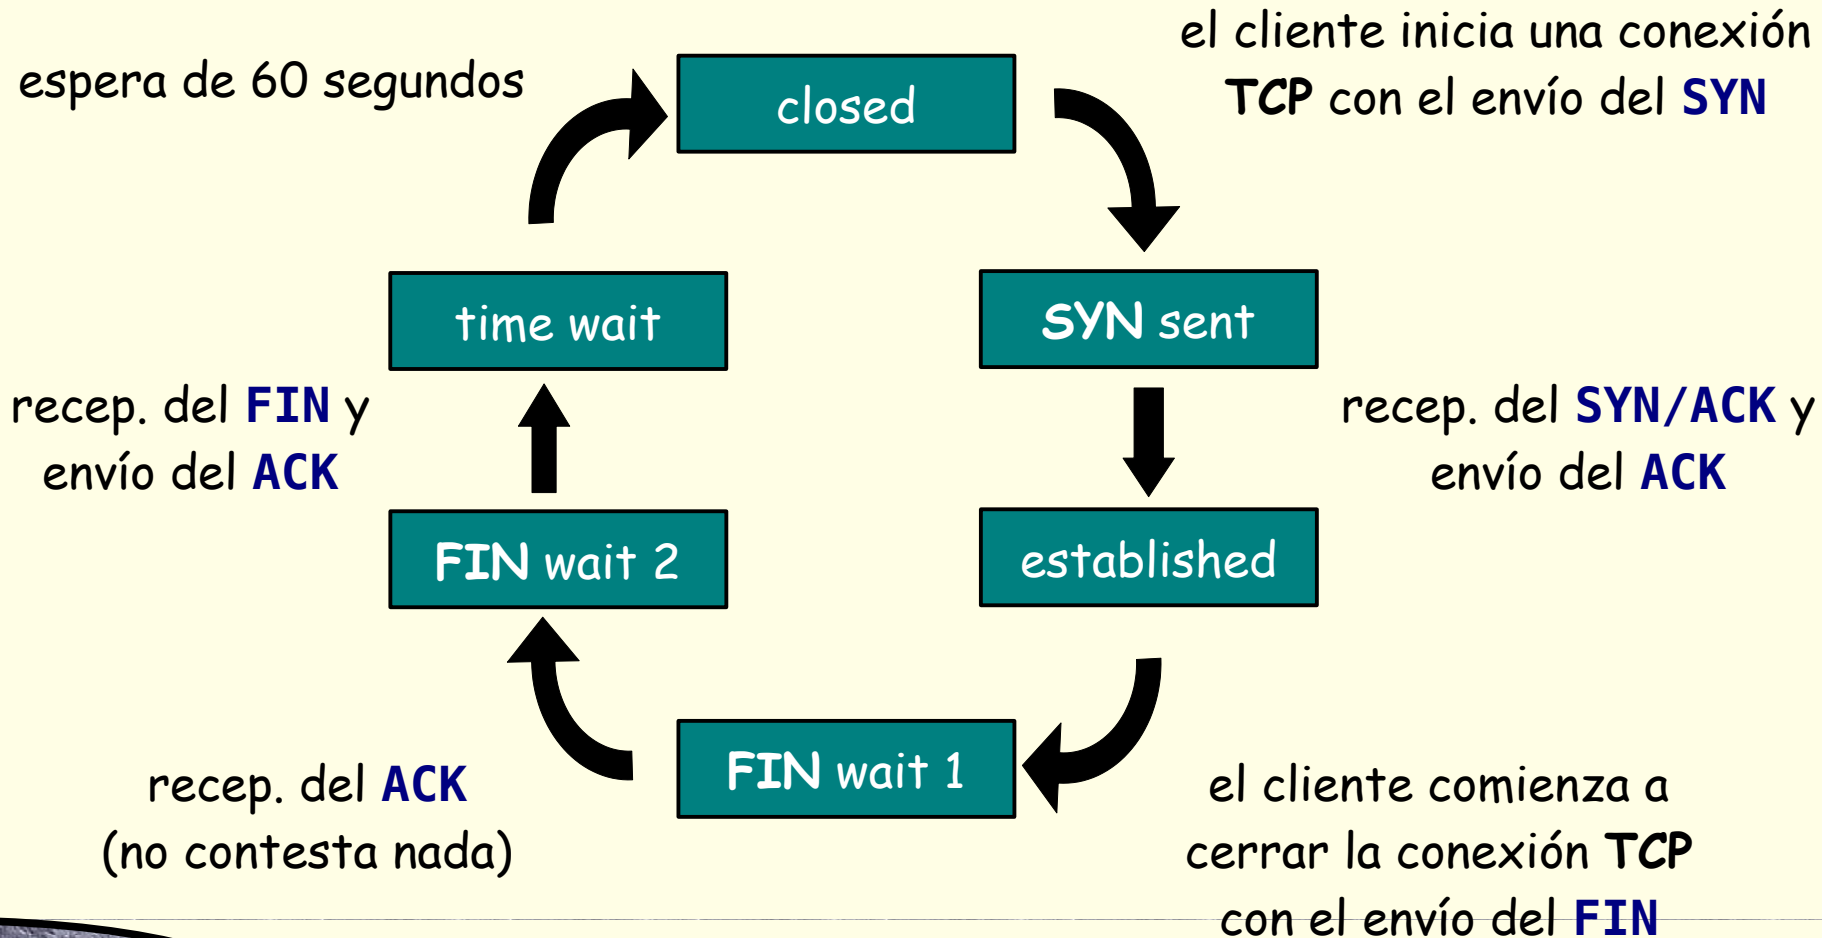 el cliente inicia una conexión
TCP con el envío del SYN
espera de 60 segundos
closed
time wait
SYN sent
recep. del FIN y
envío del ACK
recep. del SYN/ACK y
envío del ACK
FIN wait 2
established
FIN wait 1
recep. del ACK
(no contesta nada)
el cliente comienza a
cerrar la conexión TCP
con el envío del FIN